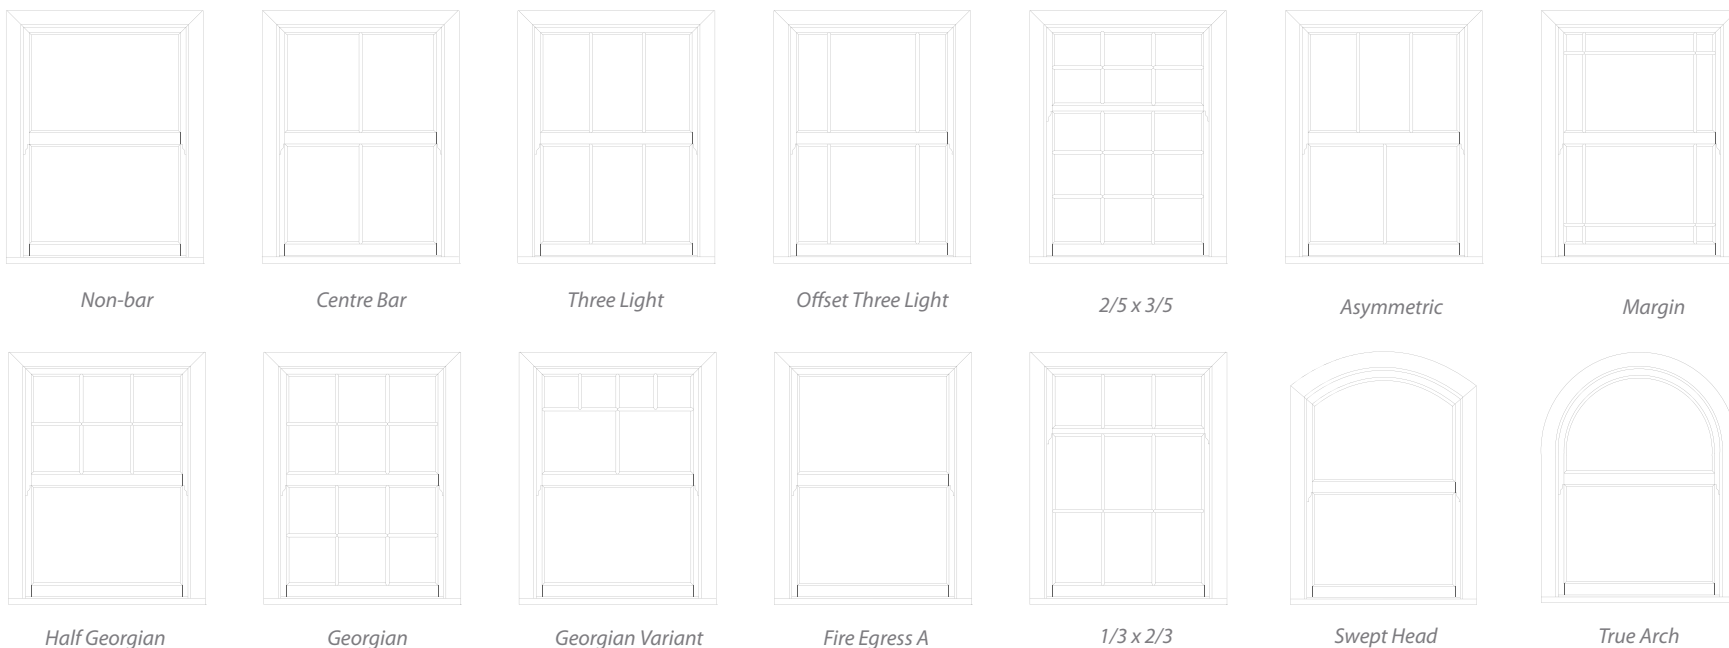 Non-bar
Centre Bar
Three Light
Offset Three Light
2/5 x 3/5
Asymmetric
Margin
Half Georgian
Georgian
Georgian Variant
Fire Egress A
1/3 x 2/3
Swept Head
True Arch